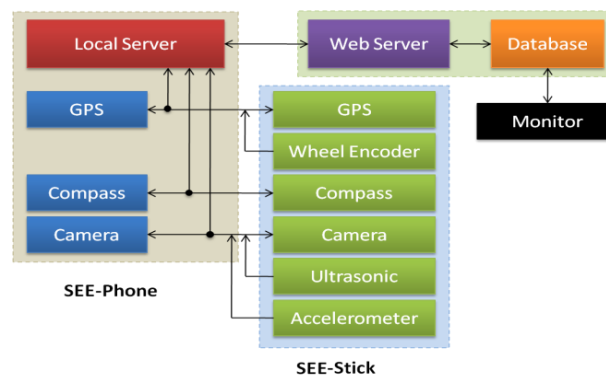 Local Server
Web Server
Database
GPS
GPS
Monitor
Wheel Encoder
Compass
Compass
Camera
Camera
Ultrasonic
SEE-Phone
Accelerometer
SEE-Stick